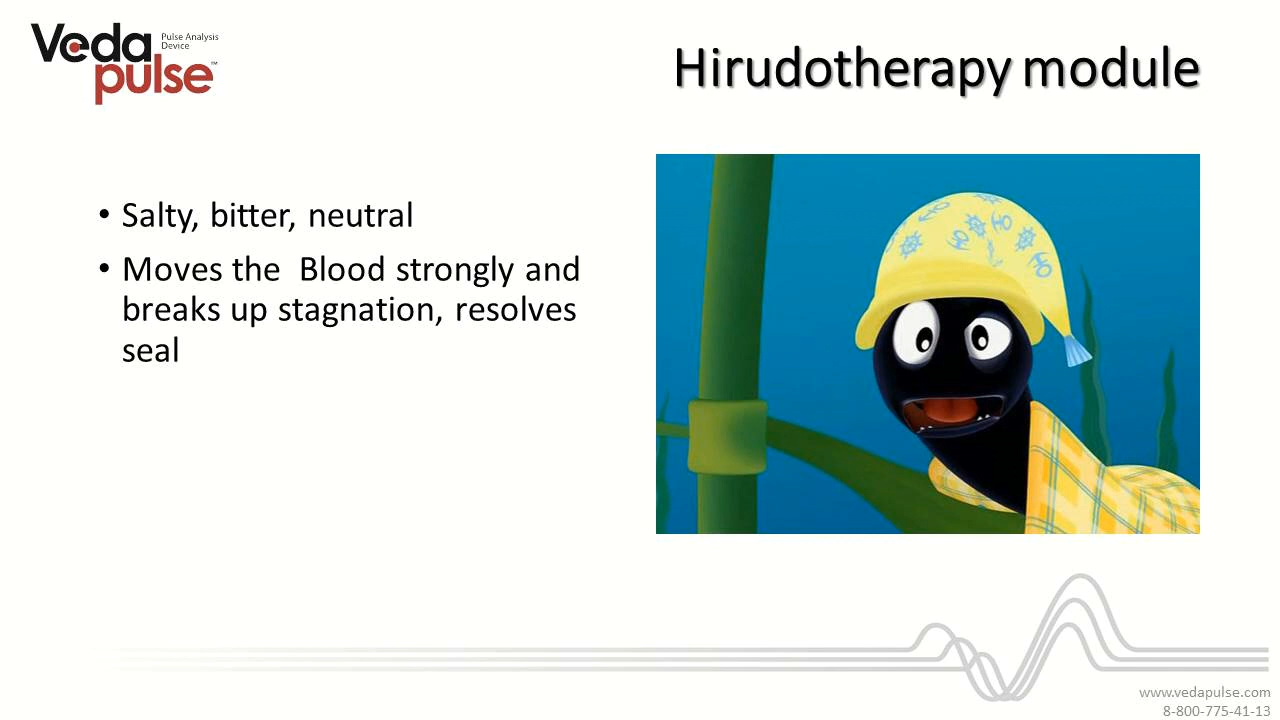 Veda
pulse™
Pulse Analysis
Device
Hirudotherapy module
• Salty, bitter, neutral
• Moves the  Blood strongly and
breaks up stagnation, resolves
seal
www.vedapulse.com
8-800-775-41-13